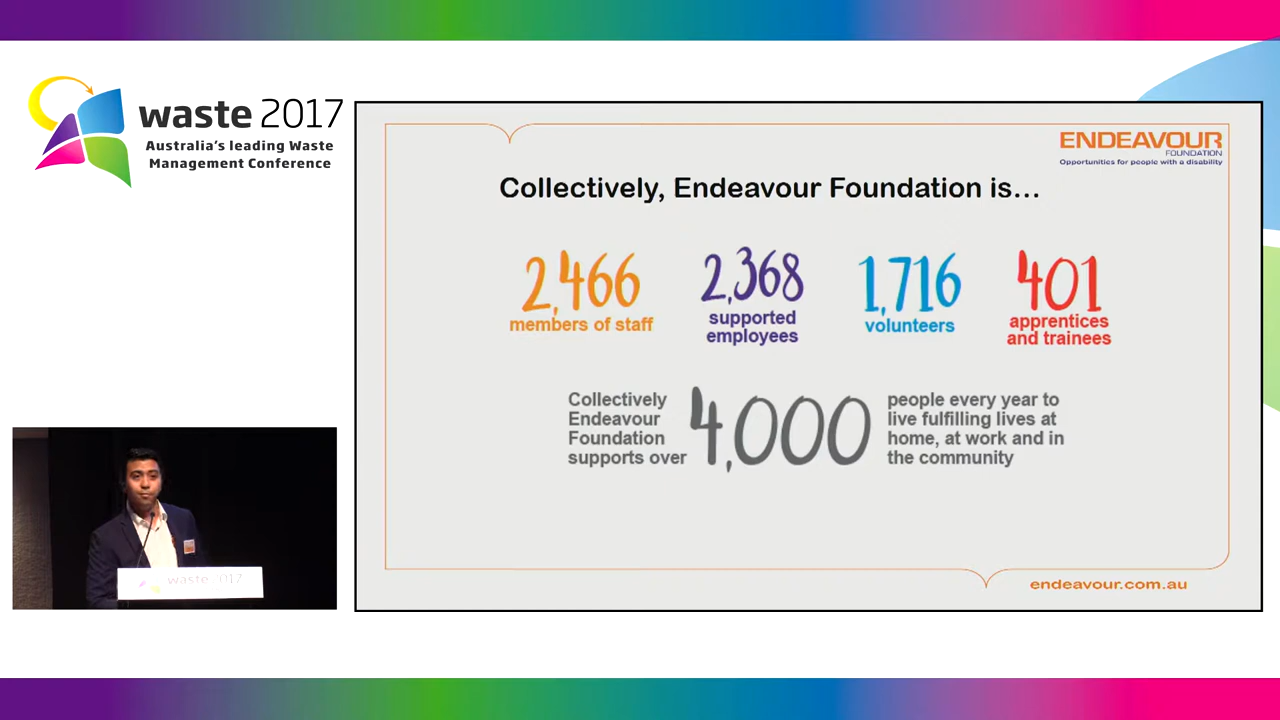 waste 2017
Australia's leading Waste
Management Conference
ENDEAVOUR
FOUNDATION
Opportunities for people with a disability
Collectively, Endeavour Foundation is...
2,466
members of staff
2,368
supported
employees
1,716
volunteers
401
apprentices
and trainees
Collectively
Endeavour
Foundation
supports over
4,000
people every year to
live fulfilling lives at
home, at work and in
the community
endeavour.com.au
waste 2017